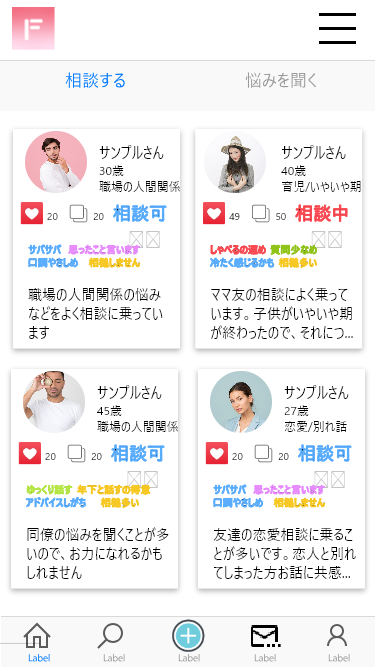 F
相談する
悩みを聞く
サンプルさん
30歳
職場の人間関係
20
20
相談可
サバサバ 思ったこと言います
口調やさしめ 相槌しません
職場の人間関係の悩み
などをよく相談に乗ってい
ます
サンプルさん
40歳
育児/いやいや期
49
50
相談中
しゃべるの速め 質問少なめ
冷たく感じるかも 相槌多い
ママ友の相談によく乗って
います。子供がいやいや期
が終わったので、それにつ...
サンプルさん
45歳
職場の人間関係
20
20
相談可
ゆっくり話す 年下と話すの得意
アドバイスしがち 相槌多い
同僚の悩みを聞くことが多
いので、お力になれるかも
しれません
サンプルさん
27歳
恋愛/別れ話
20
20
相談可
サバサバ 思ったこと言います
口調やさしめ 相槌多い
友達の恋愛相談に乗るこ
とが多いです。恋人と別れ
てしまった方お話に共感...
Label
Label
Label
Label
Label